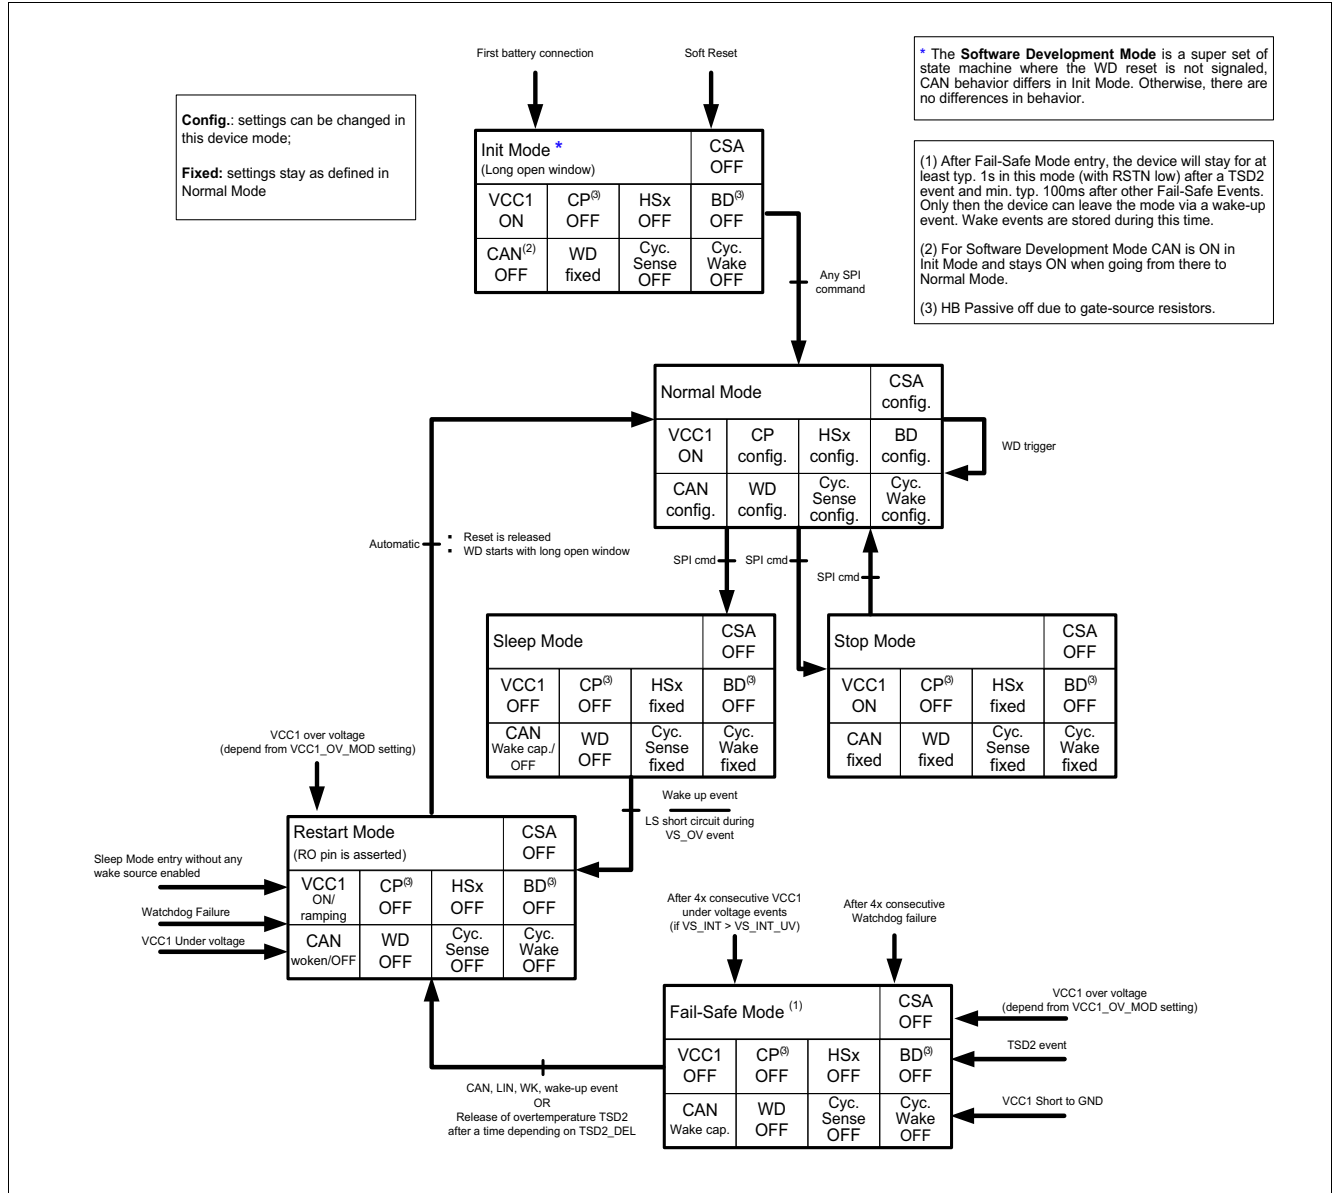 First battery connection
Soft Reset
* The Software Development Mode is a super set of
state machine where the WD reset is not signaled,
CAN behavior differs in Init Mode. Otherwise, there are
no differences in behavior.
Config.: settings can be changed in
this device mode;
Fixed: settings stay as defined in
Normal Mode
Init Mode *
(Long open window)
CSA
OFF
VCC1
ON
CP(3)
OFF
HSx
OFF
BD(3)
OFF
CAN(2)
OFF
WD
fixed
Cyc.
Sense
OFF
Cyc.
Wake
OFF
(1) After Fail-Safe Mode entry, the device will stay for at
least typ. 1s in this mode (with RSTN low) after a TSD2
event and min. typ. 100ms after other Fail-Safe Events.
Only then the device can leave the mode via a wake-up
event. Wake events are stored during this time.
(2) For Software Development Mode CAN is ON in
Init Mode and stays ON when going from there to
Normal Mode.
(3) HB Passive off due to gate-source resistors.
Any SPI
command
Normal Mode
CSA
config.
VCC1
ON
CP
config.
HSx
config.
BD
config.
CAN
config.
WD
config.
Cyc.
Sense
config.
Cyc.
Wake
config.
WD trigger
Automatic
▪ Reset is released
▪ WD starts with long open window
SPI cmd
SPI cmd
SPI cmd
Sleep Mode
CSA
OFF
VCC1
OFF
CP(3)
OFF
HSx
fixed
BD(3)
OFF
CAN
Wake cap./
OFF
WD
OFF
Cyc.
Sense
fixed
Cyc.
Wake
fixed
Stop Mode
CSA
OFF
VCC1
ON
CP(3)
OFF
HSx
fixed
BD(3)
OFF
CAN
fixed
WD
fixed
Cyc.
Sense
fixed
Cyc.
Wake
fixed
VCC1 over voltage
(depend from VCC1_OV_MOD setting)
Wake up event
LS short circuit during
VS_OV event
Restart Mode
(RO pin is asserted)
CSA
OFF
VCC1
ON/
ramping
CP(3)
OFF
HSx
OFF
BD(3)
OFF
CAN
woken/OFF
WD
OFF
Cyc.
Sense
OFF
Cyc.
Wake
OFF
Sleep Mode entry without any
wake source enabled
Watchdog Failure
VCC1 Under voltage
After 4x consecutive VCC1
under voltage events
(if VS_INT > VS_INT_UV)
After 4x consecutive
Watchdog failure
Fail-Safe Mode (1)
CSA
OFF
VCC1
OFF
CP(3)
OFF
HSx
OFF
BD(3)
OFF
CAN
Wake cap.
WD
OFF
Cyc.
Sense
OFF
Cyc.
Wake
OFF
VCC1 over voltage
(depend from VCC1_OV_MOD setting)
TSD2 event
VCC1 Short to GND
CAN, LIN, WK, wake-up event
OR
Release of overtemperature TSD2
after a time depending on TSD2_DEL